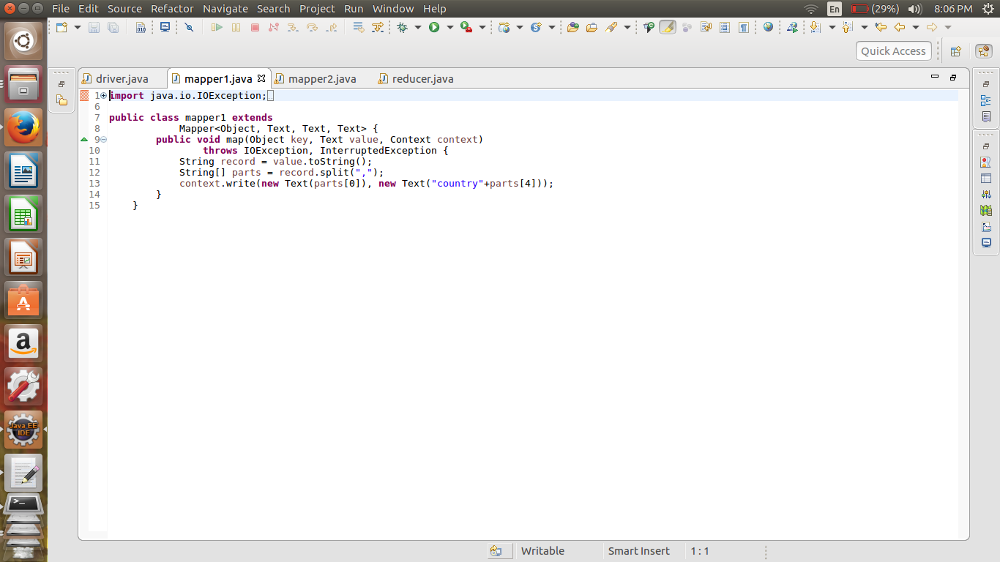 File Edit Source Refactor Navigate Search Project Run Window Help
En (29%) 8:06 PM
010
Quick Access
driver.java mapper1.java mapper2.java reducer.java
1 import java.io.IOException;
6
7 public class mapper1 extends
8 Mapper<Object, Text, Text, Text> {
9 public void map(Object key, Text value, Context context)
10 throws IOException, InterruptedException {
11 String record = value.toString();
12 String[] parts = record.split(",");
13 context.write(new Text(parts[0]), new Text("country"+parts[4]));
14 }
15 }
a
Java EE
IDE
>_
Writable Smart Insert 1 : 1